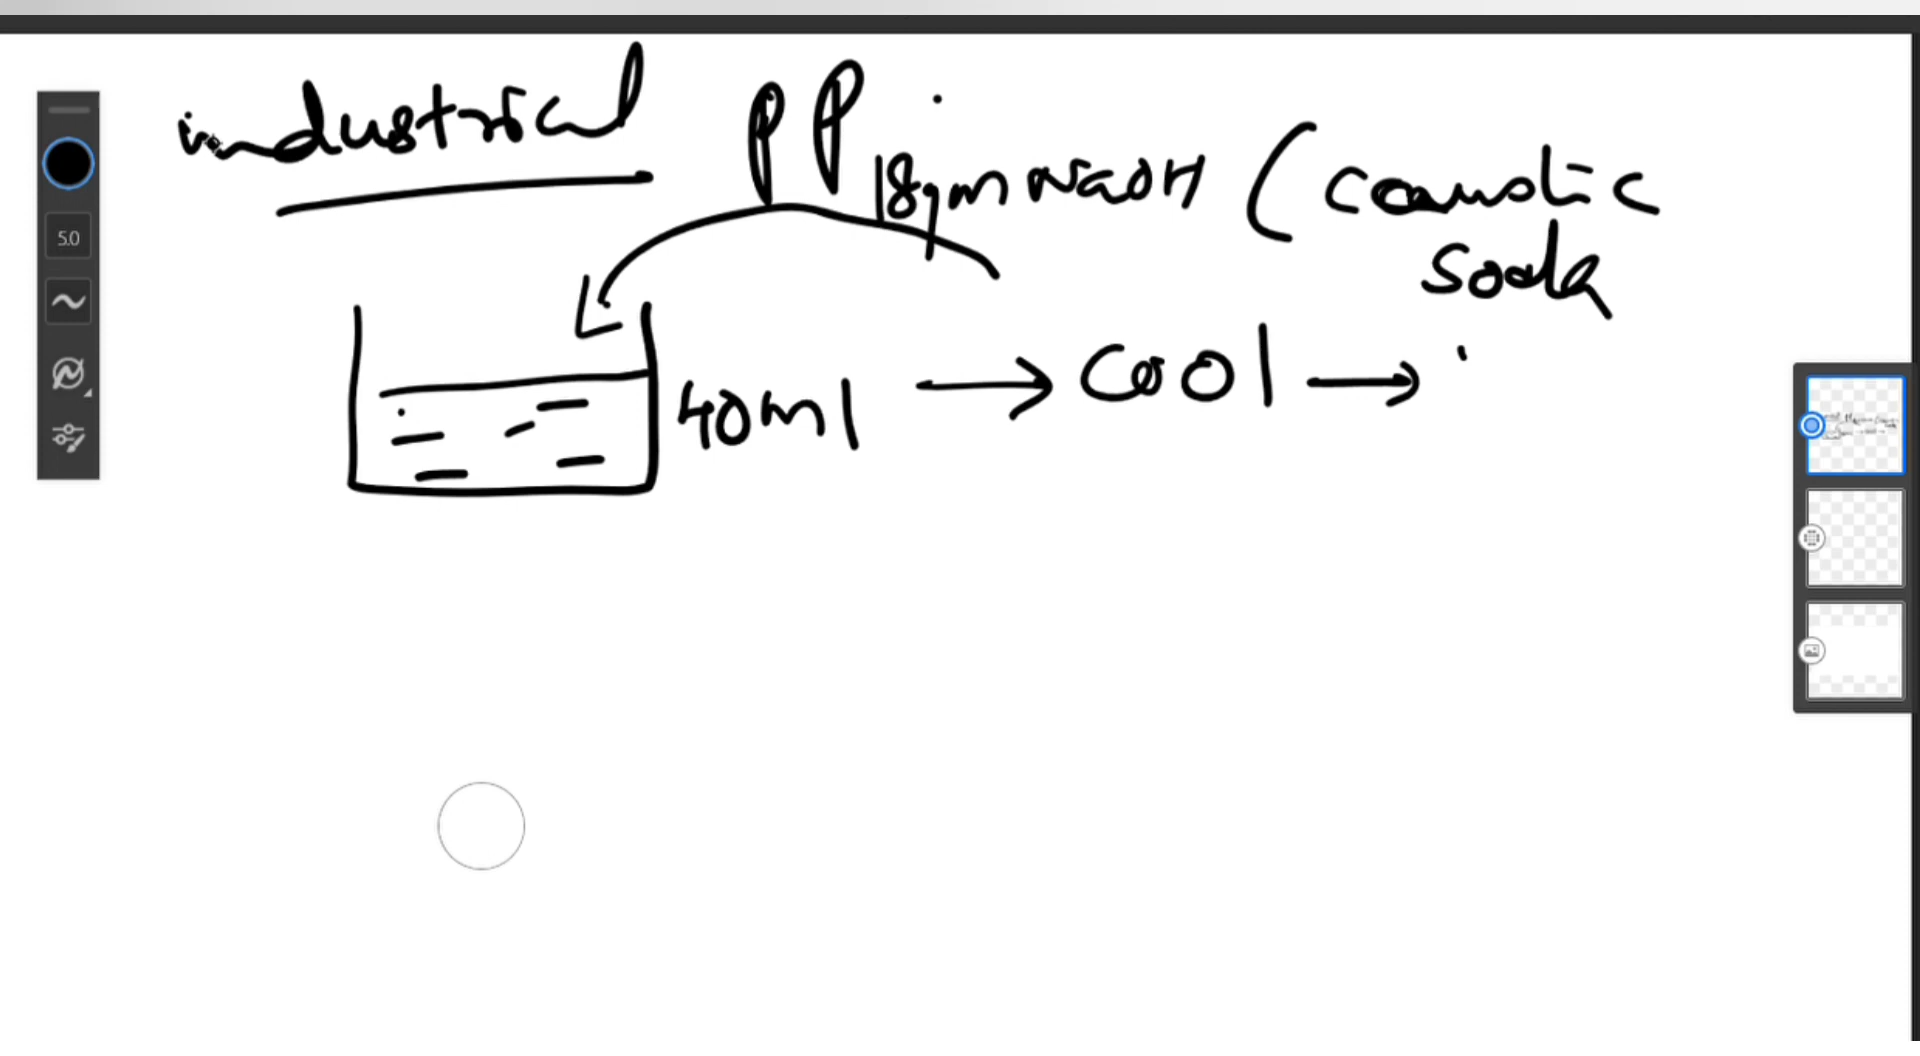 industrial PP
18gm NaOH (caustic
soda
40ml → cool →
5.0